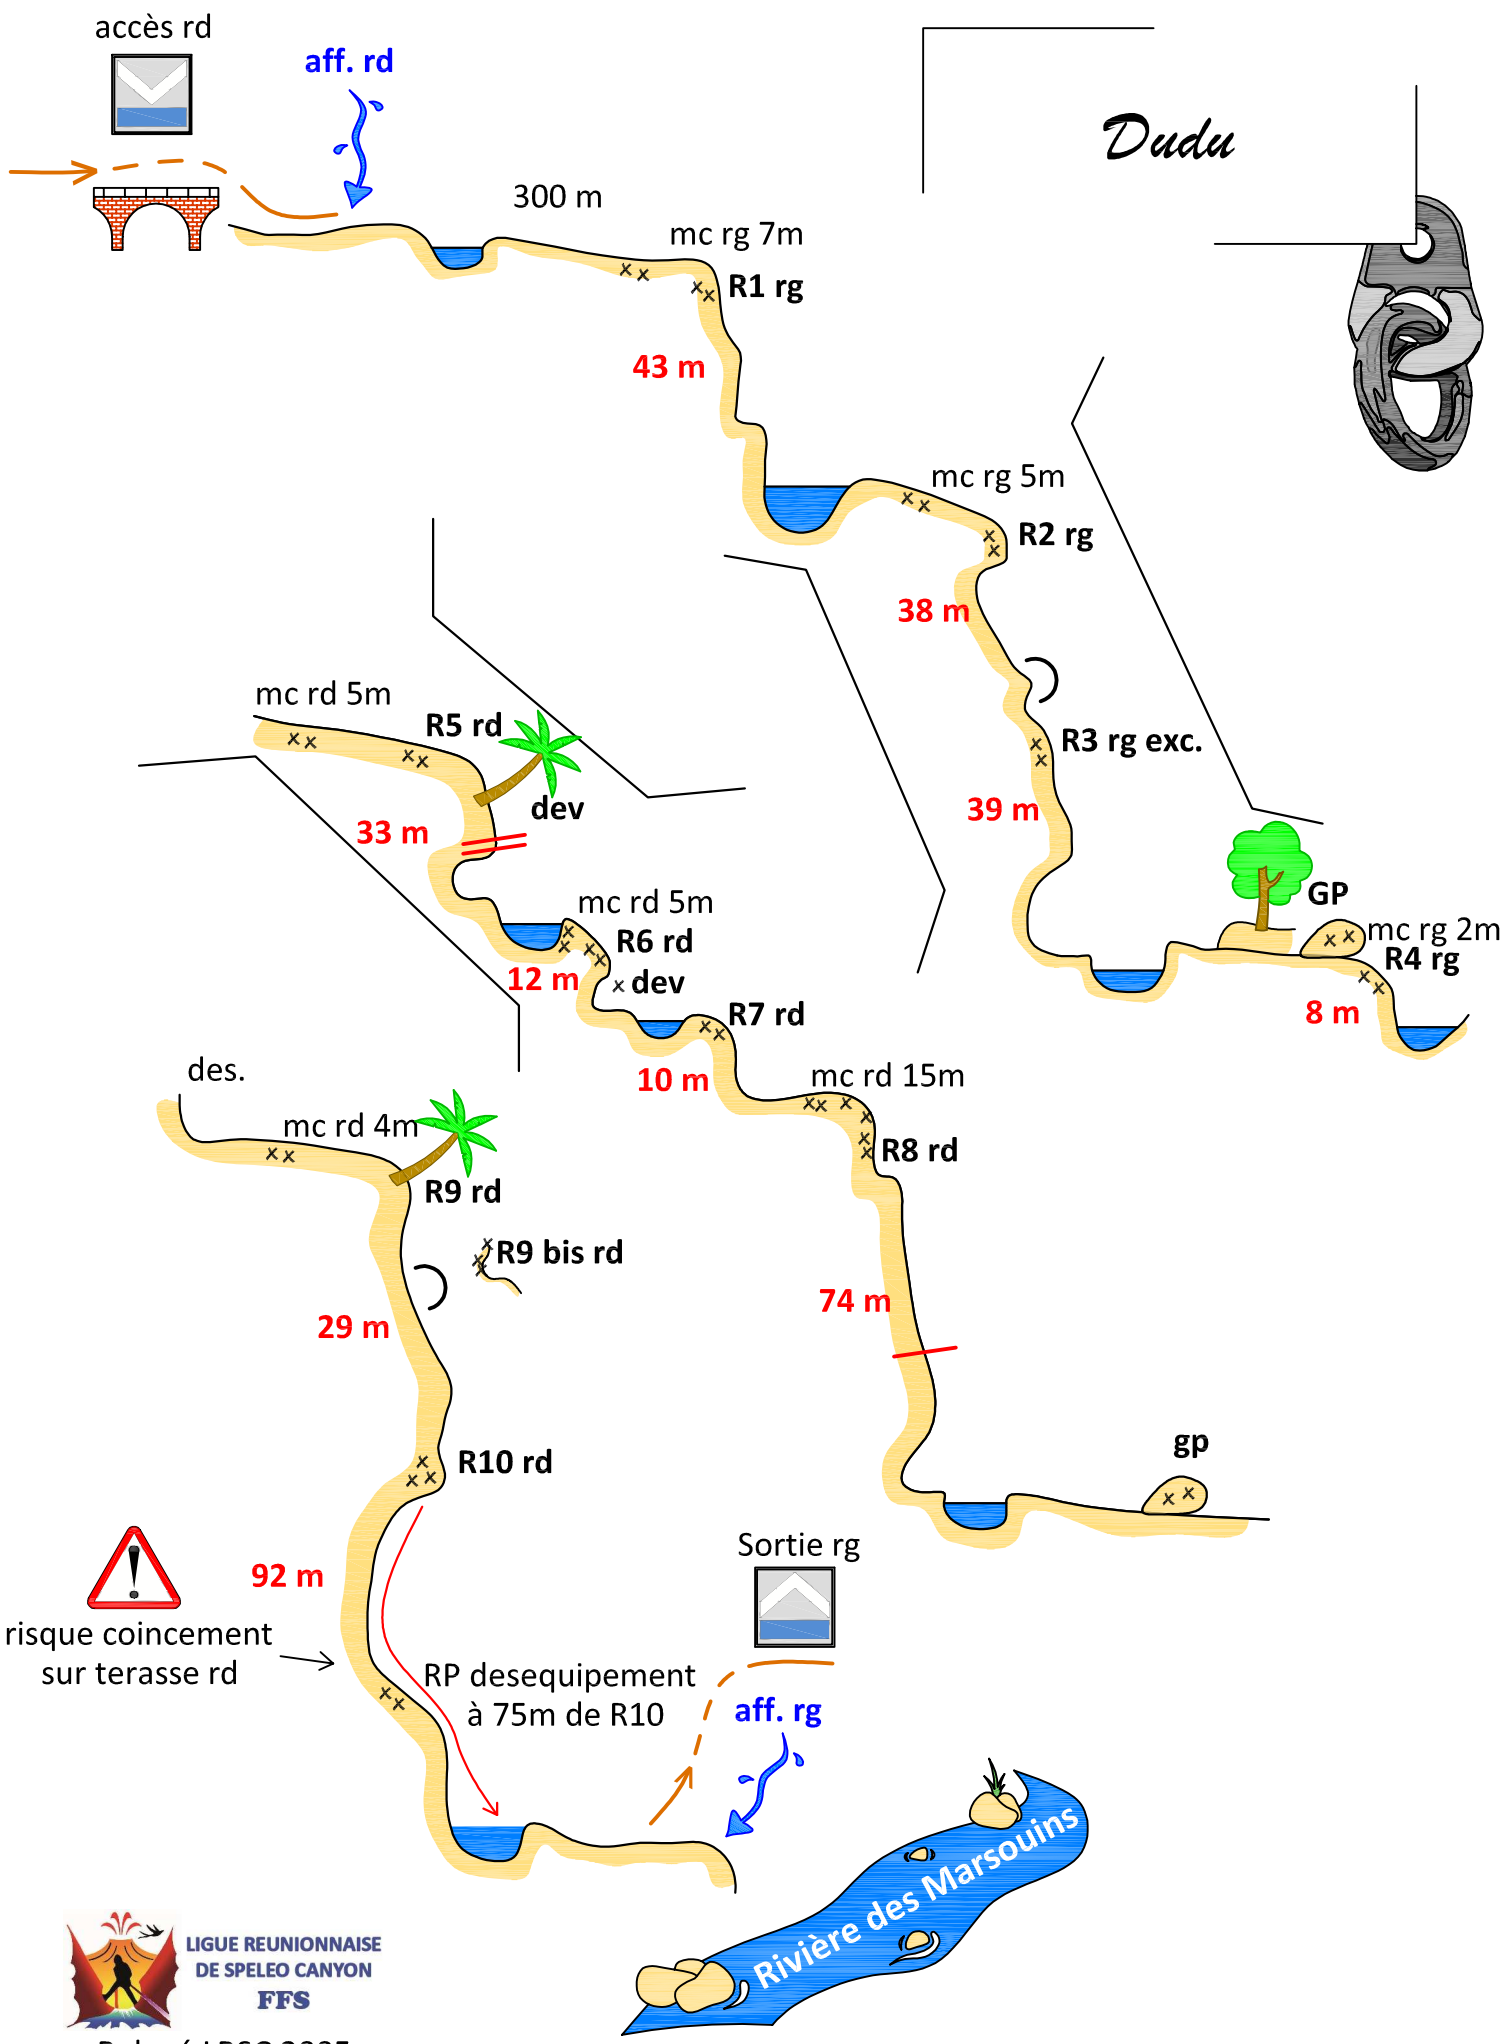 accès rd
aff. rd
Dudu
300 m
mc rg 7m
R1 rg
43 m
mc rg 5m
R2 rg
38 m
R3 rg exc.
39 m
GP
mc rg 2m
R4 rg
8 m
mc rd 5m
R5 rd
dev
33 m
mc rd 5m
R6 rd
12 m
dev
R7 rd
10 m
mc rd 15m
R8 rd
74 m
gp
des.
mc rd 4m
R9 rd
R9 bis rd
29 m
R10 rd
92 m
risque coincement
sur terasse rd
RP desequipement
à 75m de R10
Sortie rg
aff. rg
Rivière des Marsouins
LIGUE REUNIONNAISE
DE SPELEO CANYON
FFS